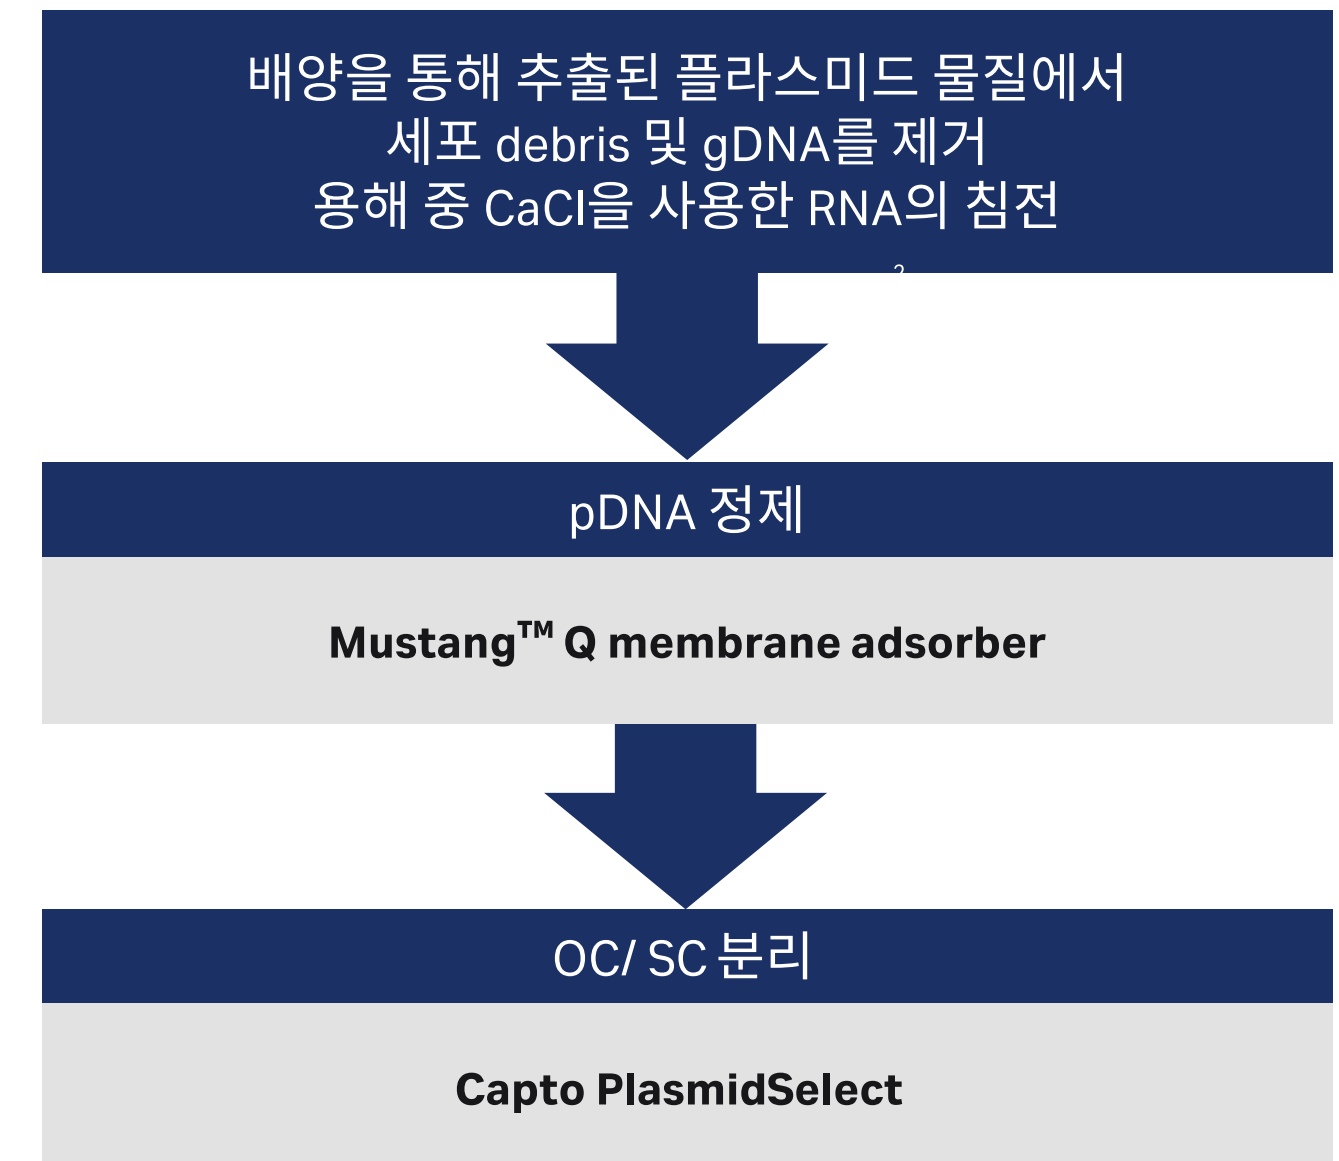 배양을 통해 추출된 플라스미드 물질에서
세포 debris 및 gDNA를 제거
용해 중 CaCl을 사용한 RNA의 침전
2
pDNA 정제
Mustang™ Q membrane adsorber
OC/ SC 분리
Capto PlasmidSelect